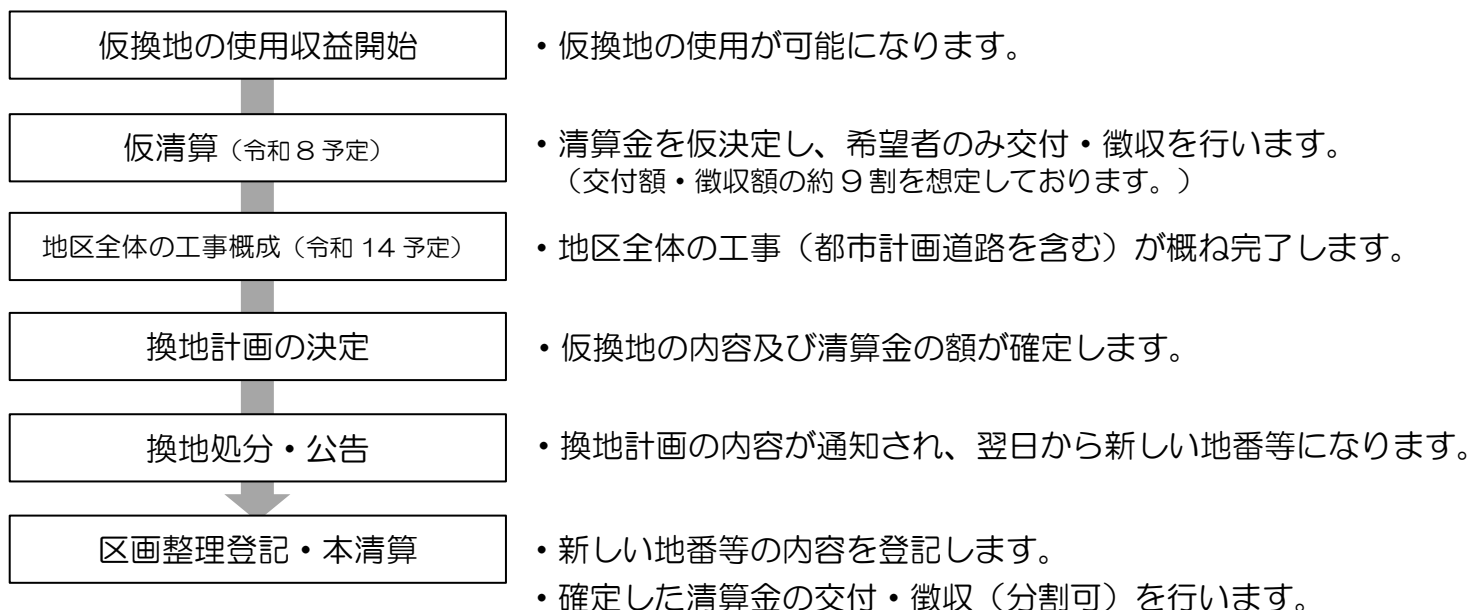 仮換地の使用収益開始
・仮換地の使用が可能になります。
仮清算（令和８予定）
・清算金を仮決定し、希望者のみ交付・徴収を行います。
（交付額・徴収額の約９割を想定しております。）
地区全体の工事概成（令和 14 予定）
・地区全体の工事（都市計画道路を含む）が概ね完了します。
換地計画の決定
・仮換地の内容及び清算金の額が確定します。
換地処分・公告
・換地計画の内容が通知され、翌日から新しい地番等になります。
区画整理登記・本清算
・新しい地番等の内容を登記します。
・確定した清算金の交付・徴収（分割可）を行います。